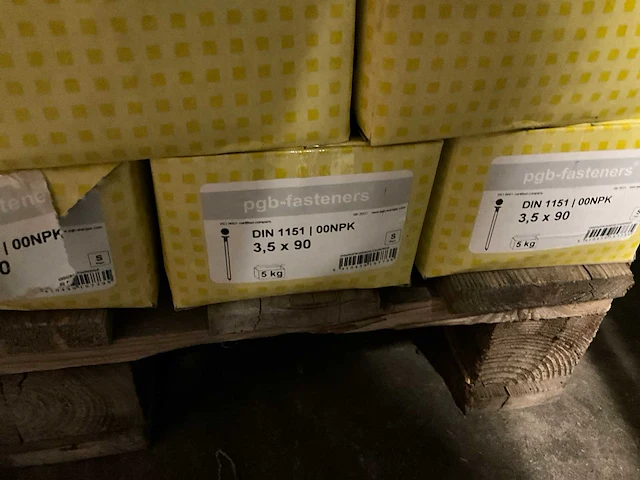 teng
| 00NPK
0
S
pgb-fasteners
DIN 1151 | 00NPK
3,5 x 90
5 kg
S
pgb-fasteners
DIN 1151 | 00NPK
3,5 x 90
5 kg
S